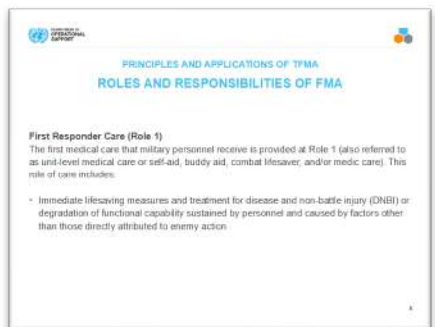 OPERATIONAL
SUPPORT
PRINCIPLES AND APPLICATIONS OF TFMA
ROLES AND RESPONSIBILITIES OF FMA
First Responder Care (Role 1)
The first medical care that military personnel receive is provided at Role 1 (also referred to
as unit-level medical care or self-aid, buddy aid, combat lifesaver, and/or medic care). This
role of care includes:
• Immediate lifesaving measures and treatment for disease and non-battle injury (DNBI) or
degradation of functional capability sustained by personnel and caused by factors other
than those directly attributed to enemy action